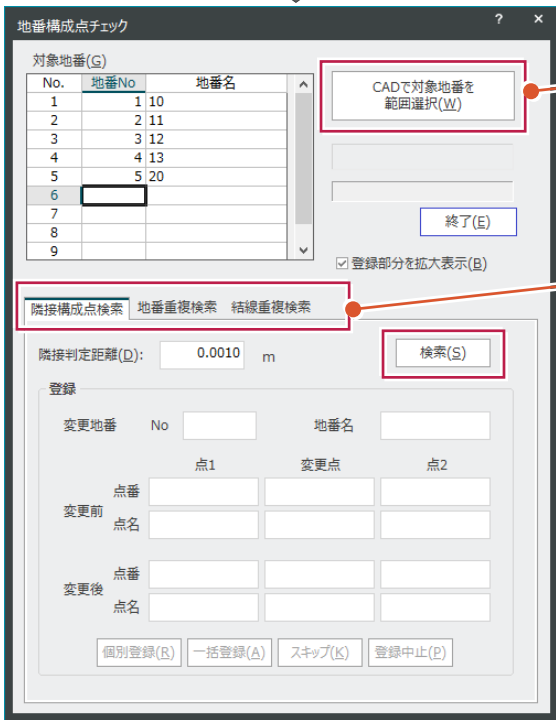 地番構成点チェック ? ×
対象地番(G)
No. 地番No 地番名
1 1 10
2 2 11
3 3 12
4 4 13
5 5 20
6
7
8
9
CADで対象地番を
範囲選択(W)
終了(E)
登録部分を拡大表示(B)
隣接構成点検索 地番重複検索 結線重複検索
隣接判定距離(D): 0.0010 m 検索(S)
登録
変更地番 No 地番名
点1 変更点 点2
変更前
点番
点名
変更後
点番
点名
個別登録(R) 一括登録(A) スキップ(K) 登録中止(P)